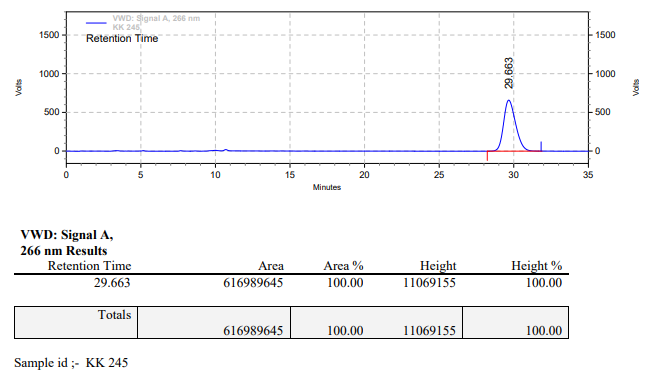 VWD: Signal A, 266 nm
KK 245
Retention Time
29.663
Volts
1500
1000
500
0
1500
1000
500
0
Volts
0 5 10 15 20 25 30 35
Minutes
VWD: Signal A,
266 nm Results
Retention Time Area Area % Height Height %
29.663 616989645 100.00 11069155 100.00
Totals
616989645 100.00 11069155 100.00
Sample id ;- KK 245